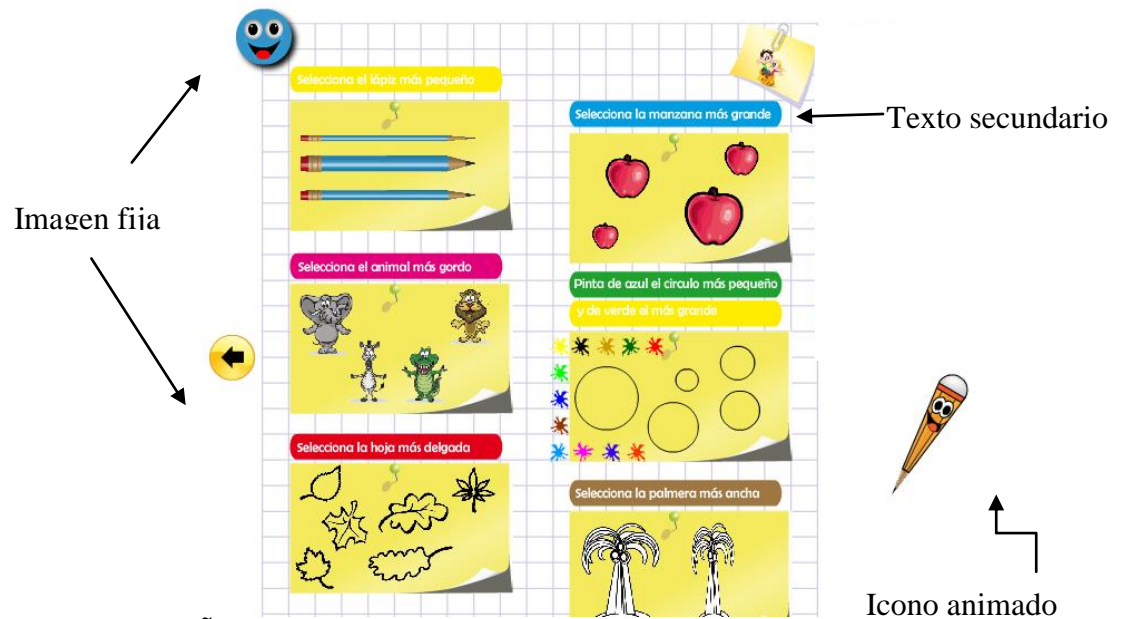 Selecciona el lápiz más pequeño
Selecciona la manzana más grande
Texto secundario
Imagen fija
Selecciona el animal más gordo
Pinta de azul el circulo más pequeño
y de verde el más grande
Selecciona la hoja más delgada
Selecciona la palmera más ancha
Icono animado